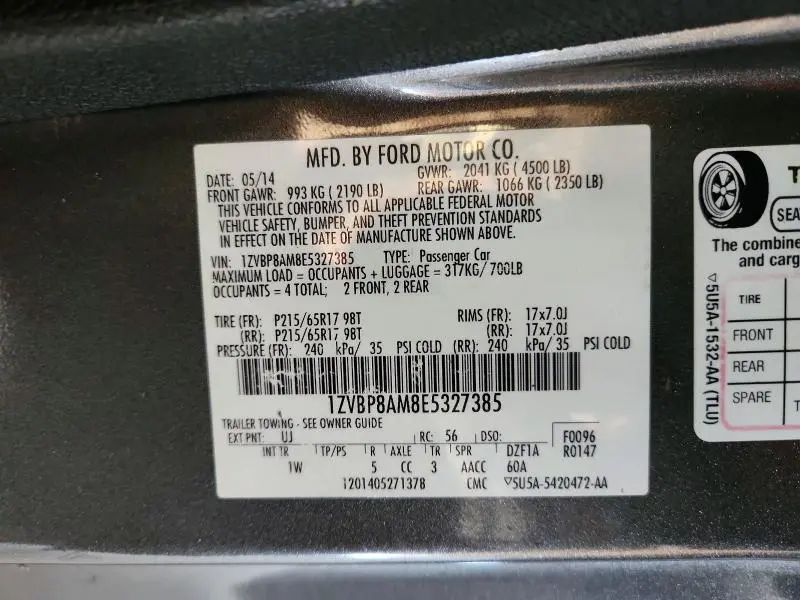 MFD. BY FORD MOTOR CO.
DATE: 05/14 GVWR: 2041 KG ( 4500 LB)
FRONT GAWR: 993 KG ( 2190 LB) REAR GAWR: 1066 KG ( 2350 LB)
THIS VEHICLE CONFORMS TO ALL APPLICABLE FEDERAL MOTOR
VEHICLE SAFETY, BUMPER, AND THEFT PREVENTION STANDARDS
IN EFFECT ON THE DATE OF MANUFACTURE SHOWN ABOVE.
VIN: 1ZVBP8AM8E5327385 TYPE: Passenger Car
MAXIMUM LOAD = OCCUPANTS + LUGGAGE = 317KG/ 700LB
OCCUPANTS = 4 TOTAL; 2 FRONT, 2 REAR
TIRE (FR): P215/65R17 98T RIMS (FR): 17x7.0J
(RR): P215/65R17 98T (RR): 17x7.0J
PRESSURE (FR): 240 kPa/ 35 PSI COLD (RR): 240 kPa/ 35 PSI COLD
1ZVBP8AM8E5327385
TRAILER TOWING - SEE OWNER GUIDE
EXT PNT: UJ RC: 56 DSO: F0096
INT TR TP/PS R AXLE TR SPR DZF1A R0147
1W 5 CC 3 AACC 60A
12014052713​78 CMC ▽5U5A-5420472-AA
SEA
The combine
and carg
TIRE
FRONT
REAR
SPARE
▽5U5A-1532-AA (TLU)